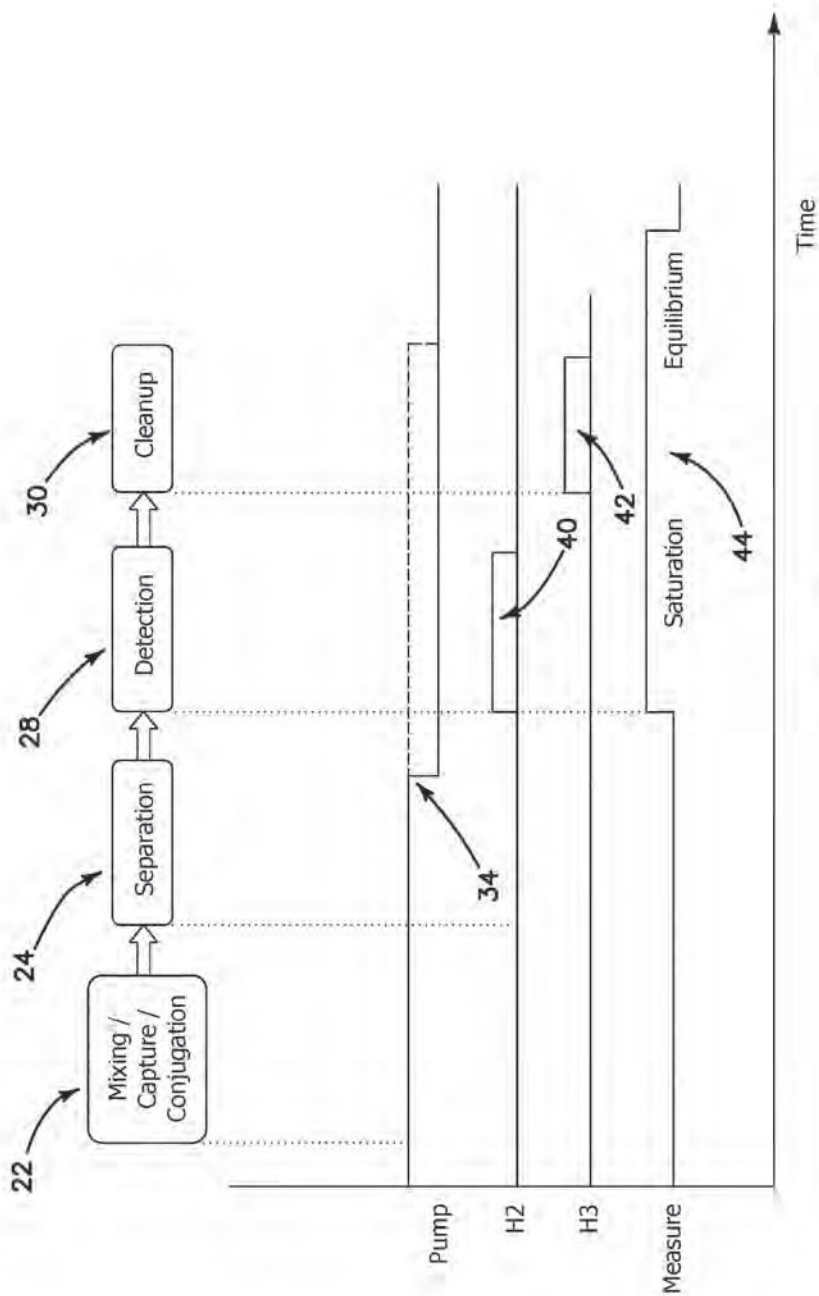 22
24
28
30
Mixing /
Capture /
Conjugation
Separation
Detection
Cleanup
Pump
34
H2
40
H3
42
Measure
Saturation
Equilibrium
44
Time